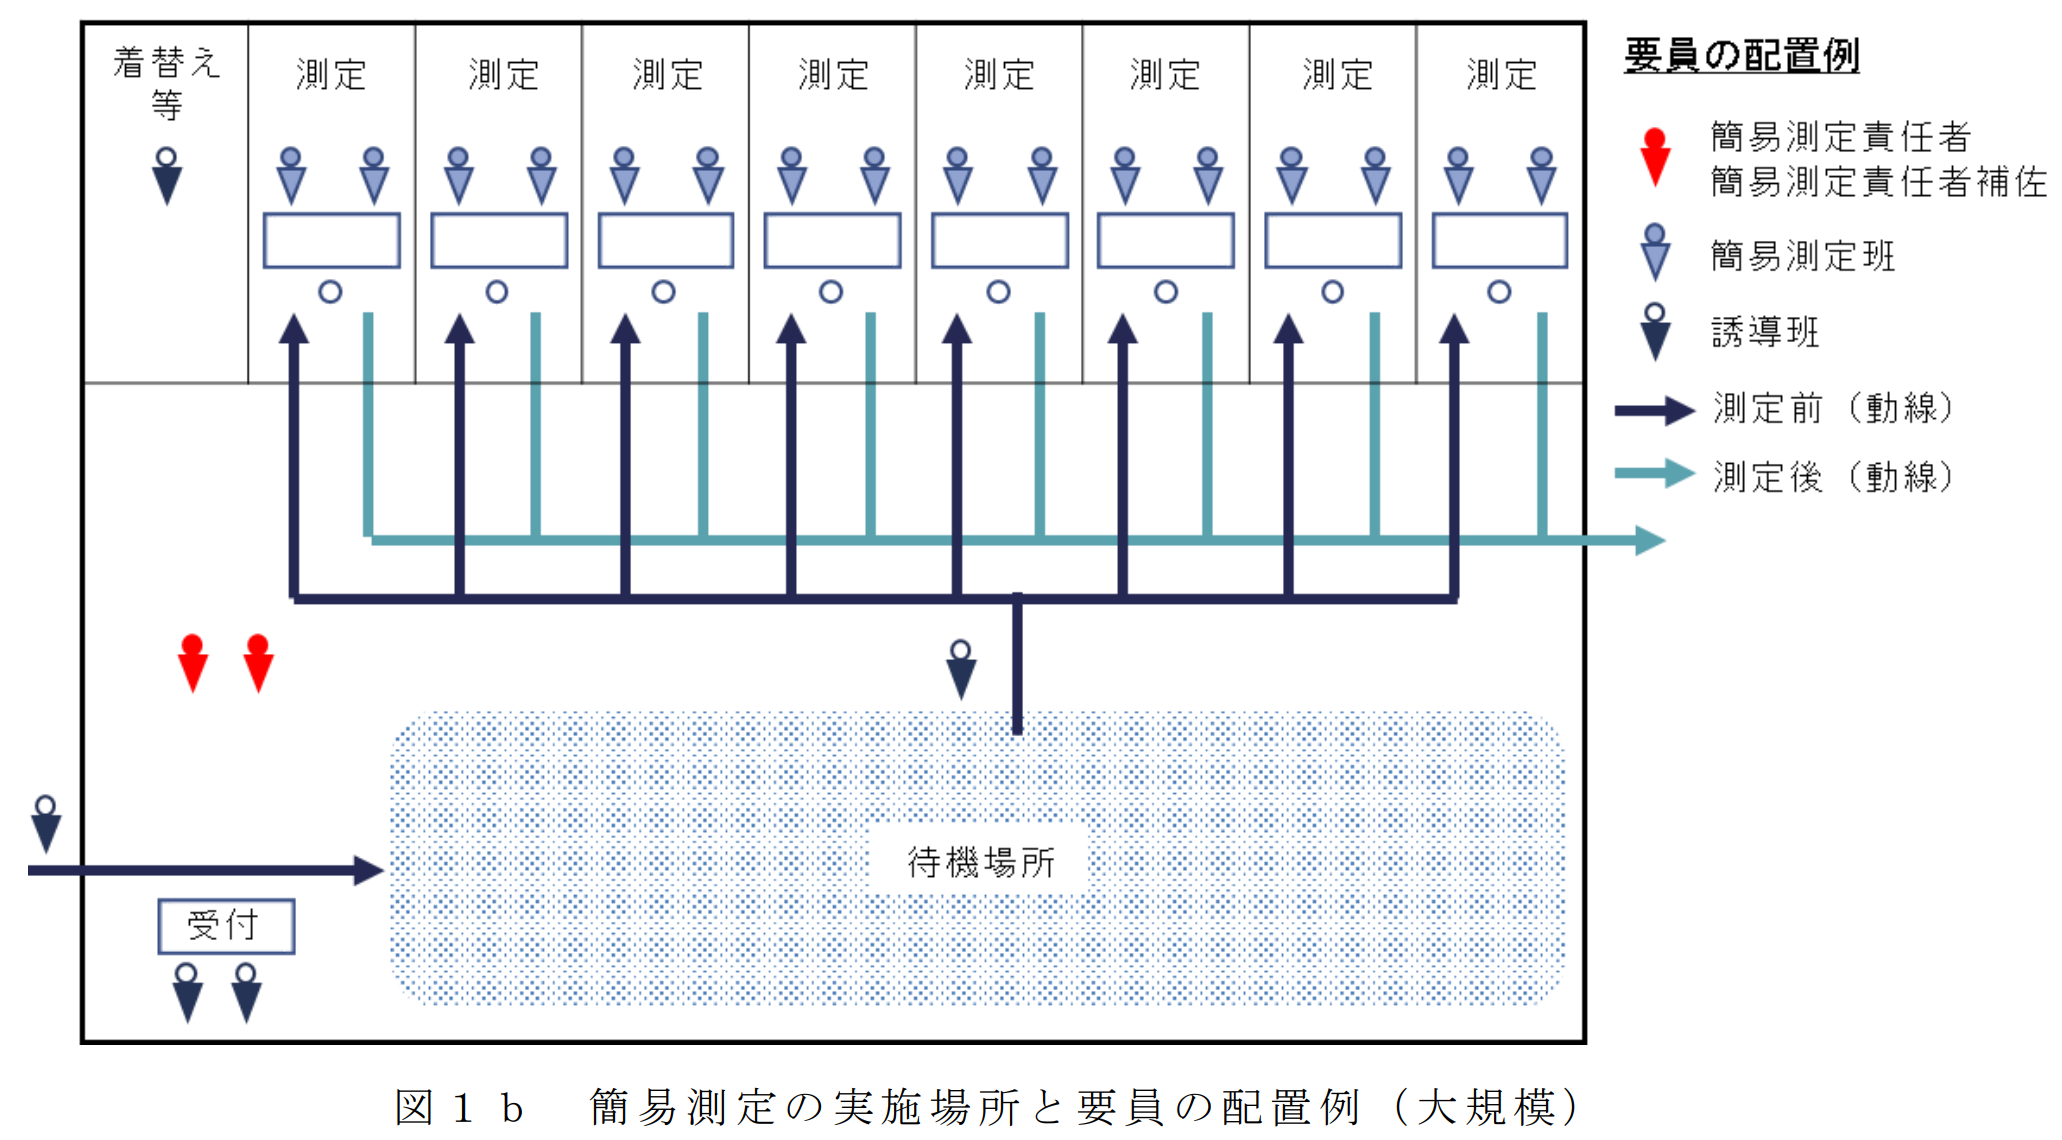 着替え
等
測定
測定
測定
測定
測定
測定
測定
測定
要員の配置例
簡易測定責任者
簡易測定責任者補佐
簡易測定班
誘導班
測定前（動線）
測定後（動線）
待機場所
受付
図１ｂ　簡易測定の実施場所と要員の配置例（大規模）